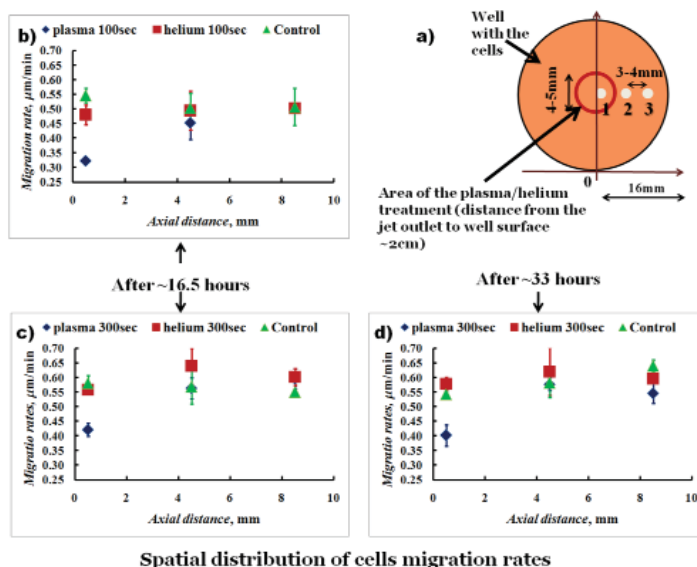 b)
plasma 100sec helium 100sec Control
Migration rate, µm/min
0.70
0.65
0.60
0.55
0.50
0.45
0.40
0.35
0.30
0.25
0 2 4 6 8 10
Axial distance, mm
a)
Well
with the
cells
3-4mm
4-5mm
1 2 3
0
16mm
Area of the plasma/helium
treatment (distance from the
jet outlet to well surface
~2cm)
After ~16.5 hours
After ~33 hours
c)
plasma 300sec helium 300sec Control
Migratio rates, µm/min
0.70
0.65
0.60
0.55
0.50
0.45
0.40
0.35
0.30
0.25
0 2 4 6 8 10
Axial distance, mm
d)
plasma 300sec helium 300sec Control
Migratio rates, µm/min
0.70
0.65
0.60
0.55
0.50
0.45
0.40
0.35
0.30
0.25
0 2 4 6 8 10
Axial distance, mm
Spatial distribution of cells migration rates